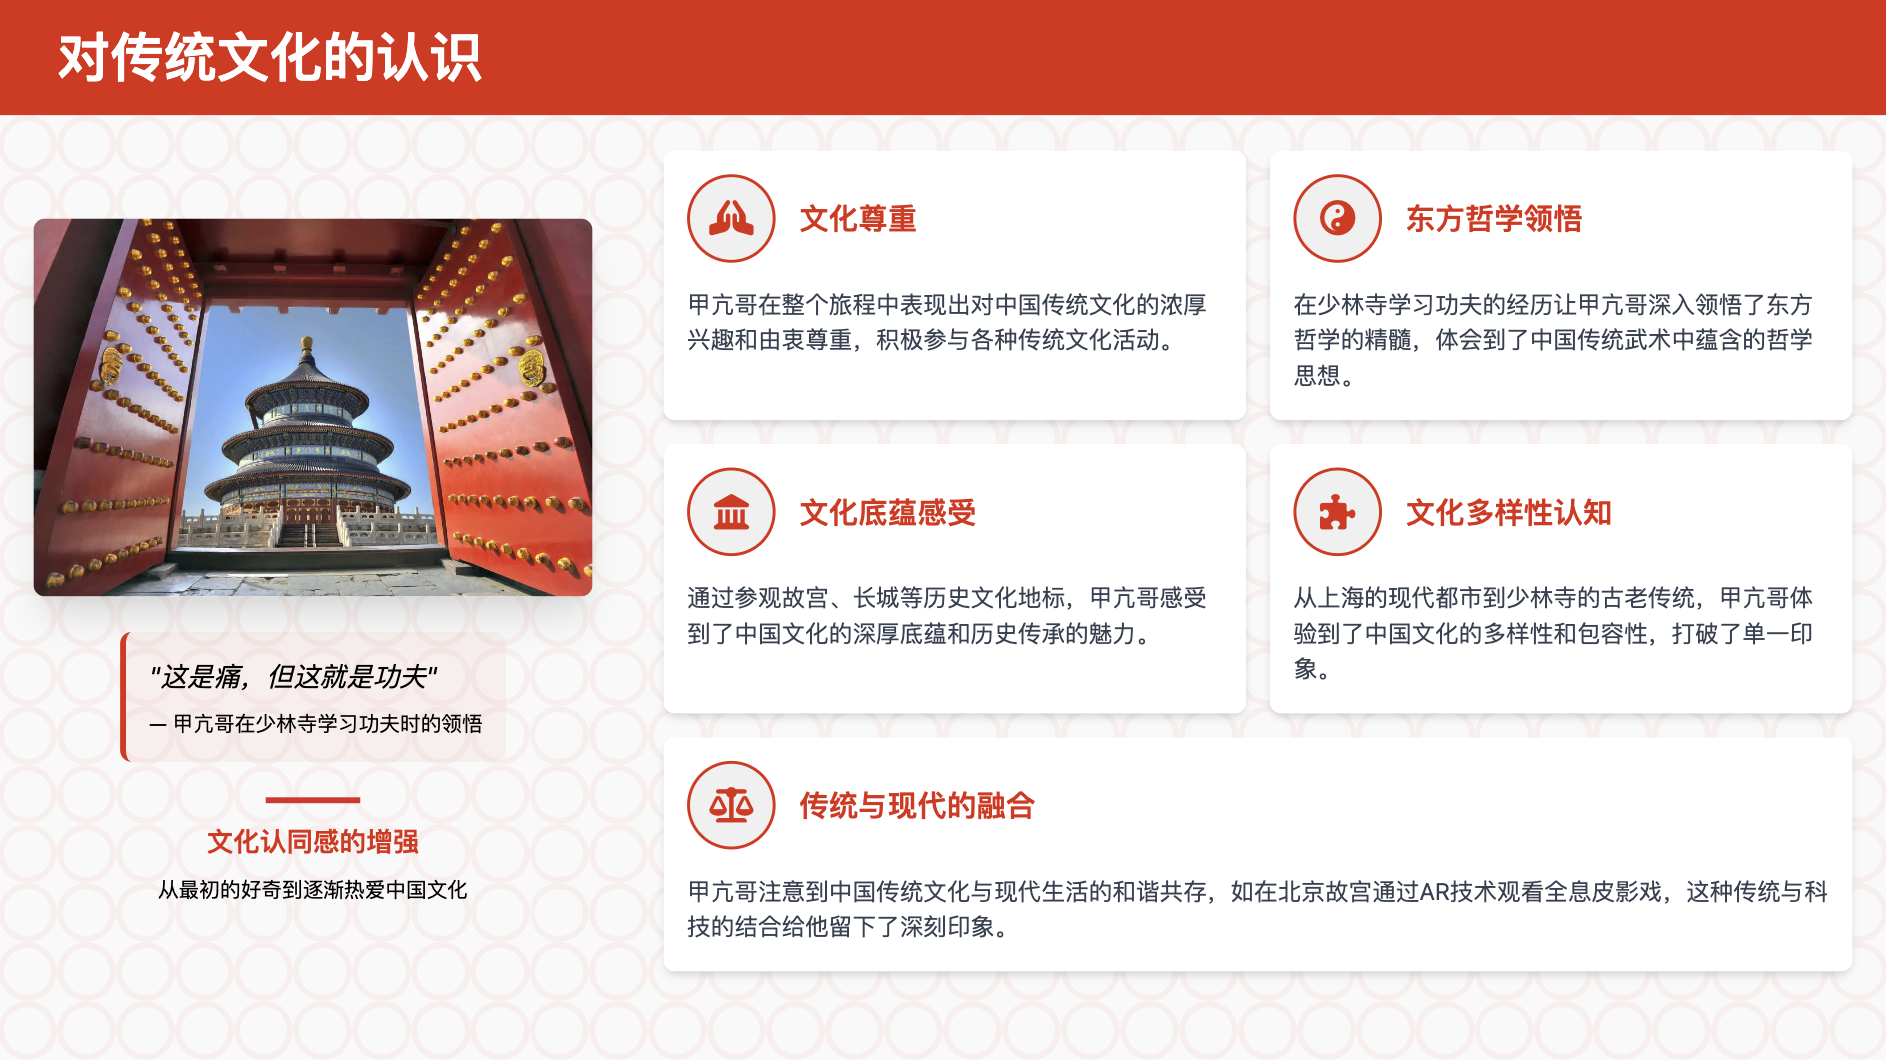 对传统文化的认识
"这是痛，但这就是功夫"
— 甲亢哥在少林寺学习功夫时的领悟
文化认同感的增强
从最初的好奇到逐渐热爱中国文化
文化尊重
甲亢哥在整个旅程中表现出对中国传统文化的浓厚
兴趣和由衷尊重，积极参与各种传统文化活动。
东方哲学领悟
在少林寺学习功夫的经历让甲亢哥深入领悟了东方
哲学的精髓，体会到了中国传统武术中蕴含的哲学
思想。
文化底蕴感受
通过参观故宫、长城等历史文化地标，甲亢哥感受
到了中国文化的深厚底蕴和历史传承的魅力。
文化多样性认知
从上海的现代都市到少林寺的古老传统，甲亢哥体
验到了中国文化的多样性和包容性，打破了单一印
象。
传统与现代的融合
甲亢哥注意到中国传统文化与现代生活的和谐共存，如在北京故宫通过AR技术观看全息皮影戏，这种传统与科
技的结合给他留下了深刻印象。